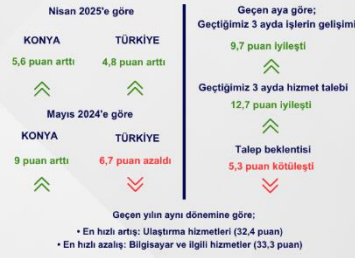 Nisan 2025'e göre
KONYA
5,6 puan arttı
TÜRKİYE
4,8 puan arttı
Mayıs 2024'e göre
KONYA
9 puan arttı
TÜRKİYE
6,7 puan azaldı
Geçen aya göre;
Geçtiğimiz 3 ayda işlerin gelişimi
9,7 puan iyileşti
Geçtiğimiz 3 ayda hizmet talebi
12,7 puan iyileşti
Talep beklentisi
5,3 puan kötüleşti
Geçen yılın aynı dönemine göre;
• En hızlı artış: Ulaştırma hizmetleri (32,4 puan)
• En hızlı azalış: Bilgisayar ve ilgili hizmetler (33,3 puan)